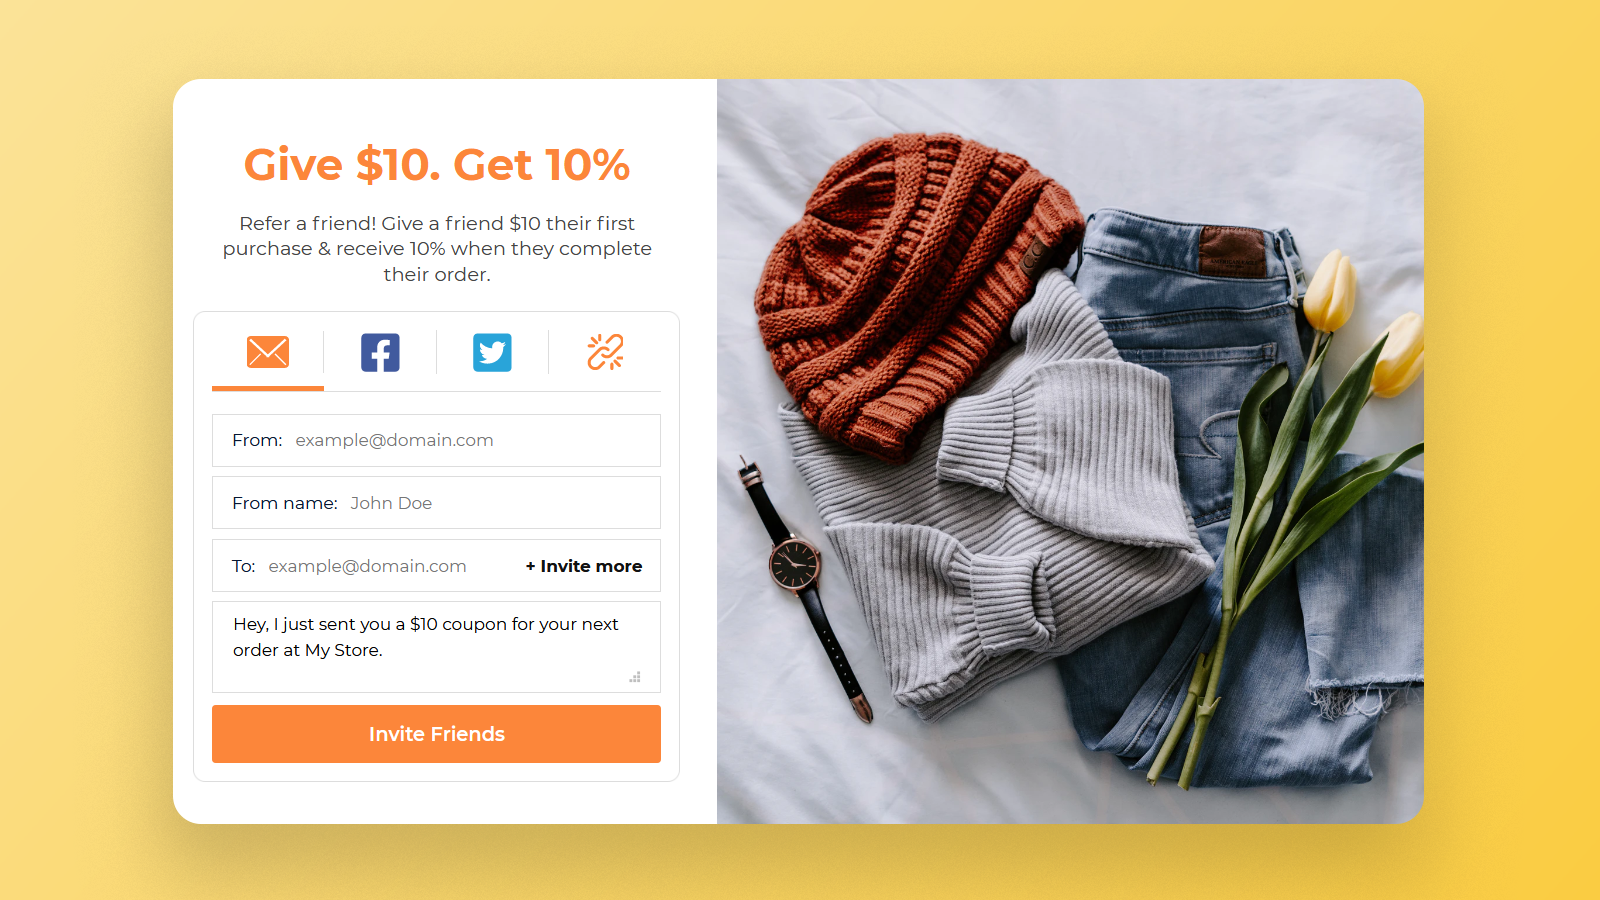 Give $10. Get 10%
Refer a friend! Give a friend $10 their first
purchase & receive 10% when they complete
their order.
From: example@domain.com
From name: John Doe
To: example@domain.com + Invite more
Hey, I just sent you a $10 coupon for your next
order at My Store.
Invite Friends